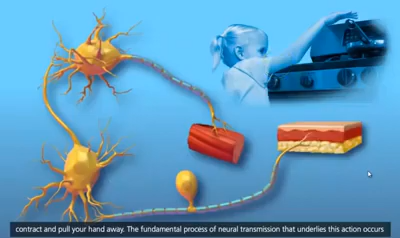 contract and pull your hand away. The fundamental process of neural transmission that underlies this action occurs